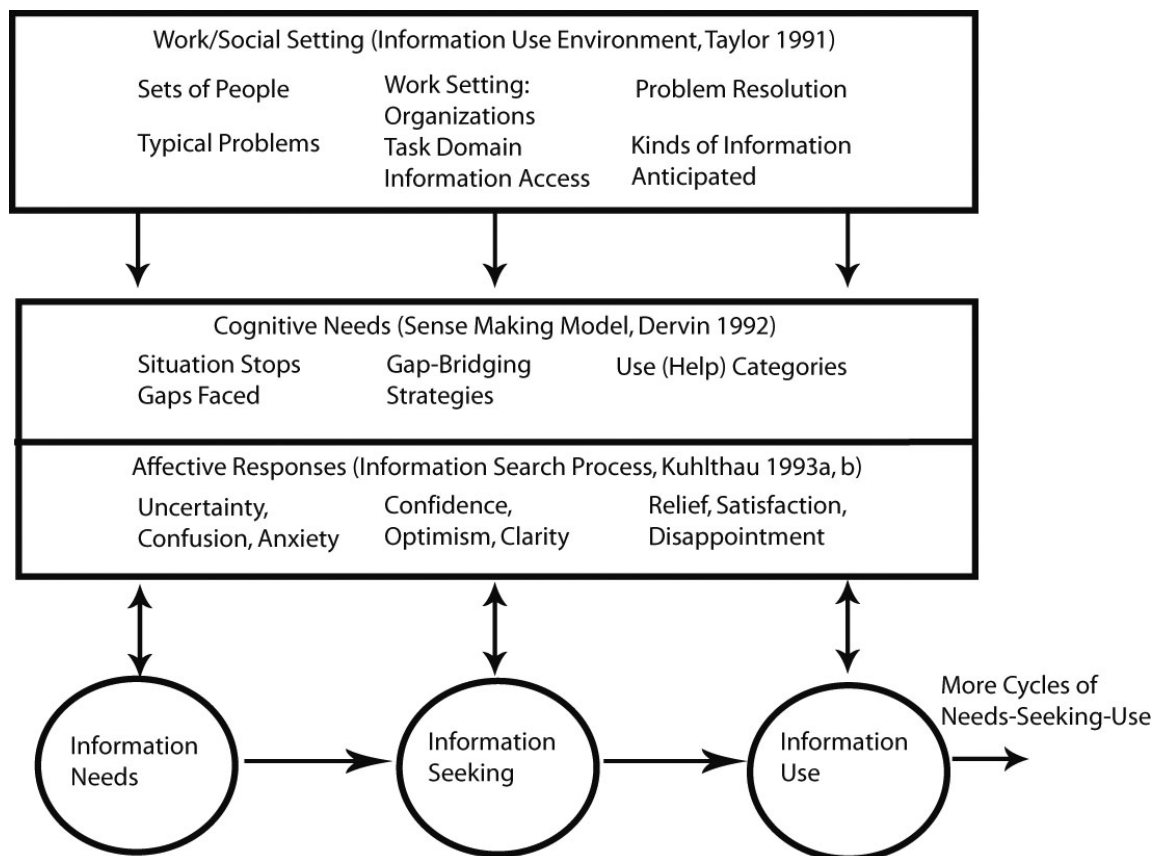 Work/Social Setting (Information Use Environment, Taylor 1991)
Sets of People
Typical Problems
Work Setting:
Organizations
Task Domain
Information Access
Problem Resolution
Kinds of Information
Anticipated
Cognitive Needs (Sense Making Model, Dervin 1992)
Situation Stops
Gaps Faced
Gap-Bridging
Strategies
Use (Help) Categories
Affective Responses (Information Search Process, Kuhlthau 1993a, b)
Uncertainty,
Confusion, Anxiety
Confidence,
Optimism, Clarity
Relief, Satisfaction,
Disappointment
Information
Needs
Information
Seeking
Information
Use
More Cycles of
Needs-Seeking-Use